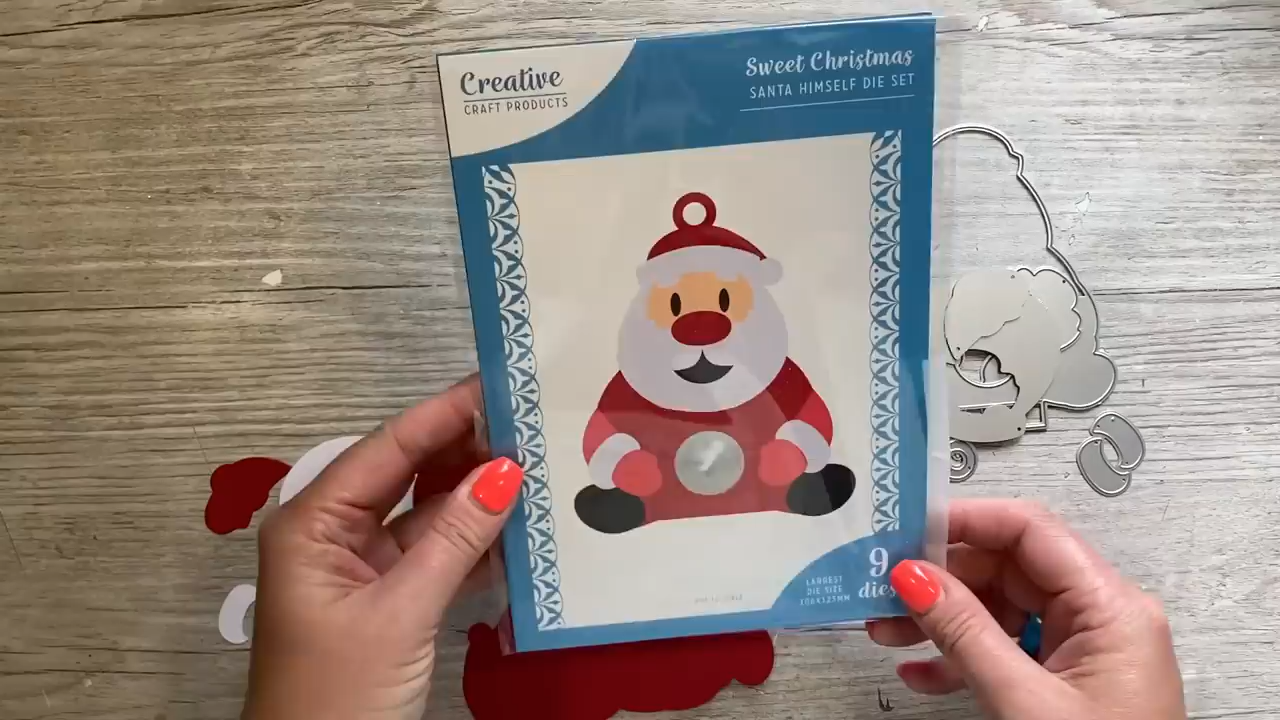 Creative
CRAFT PRODUCTS
Sweet Christmas
SANTA HIMSELF DIE SET
9
dies
LARGEST
DIE SIZE